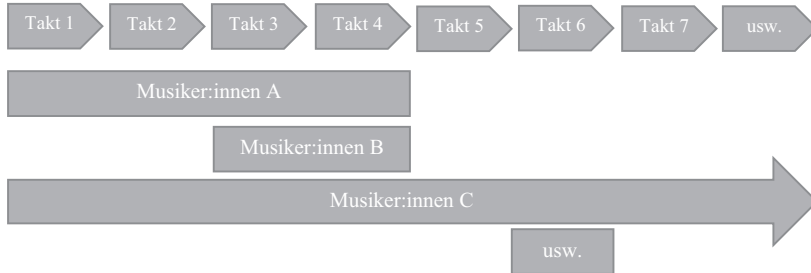 Takt 1 Takt 2 Takt 3 Takt 4 Takt 5 Takt 6 Takt 7 usw.
Musiker:innen A
Musiker:innen B
Musiker:innen C
usw.